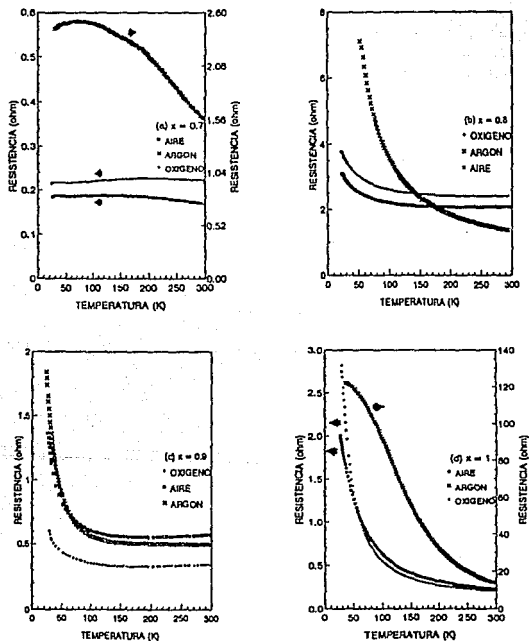 0.7
0.6
0.5
0.4
0.3
0.2
0.1
0
2.60
2.08
1.56
1.04
0.52
0.00
RESISTENCIA (ohm)
RESISTENCIA (ohm)
(a) x = 0.7
AIRE
ARGON
OXIGENO
0 50 100 150 200 250 300
TEMPERATURA (K)
8
6
4
2
0
RESISTENCIA (ohm)
(b) x = 0.8
OXIGENO
ARGON
AIRE
0 50 100 150 200 250 300
TEMPERATURA (K)
2
1.5
1
0.5
0
RESISTENCIA (ohm)
(c) x = 0.9
OXIGENO
AIRE
ARGON
0 50 100 150 200 250 300
TEMPERATURA (K)
3.0
2.5
2.0
1.5
1.0
0.5
0.0
140
120
100
80
60
40
20
0
RESISTENCIA (ohm)
RESISTENCIA (ohm)
(d) x = 1
AIRE
ARGON
OXIGENO
0 50 100 150 200 250 300
TEMPERATURA (K)